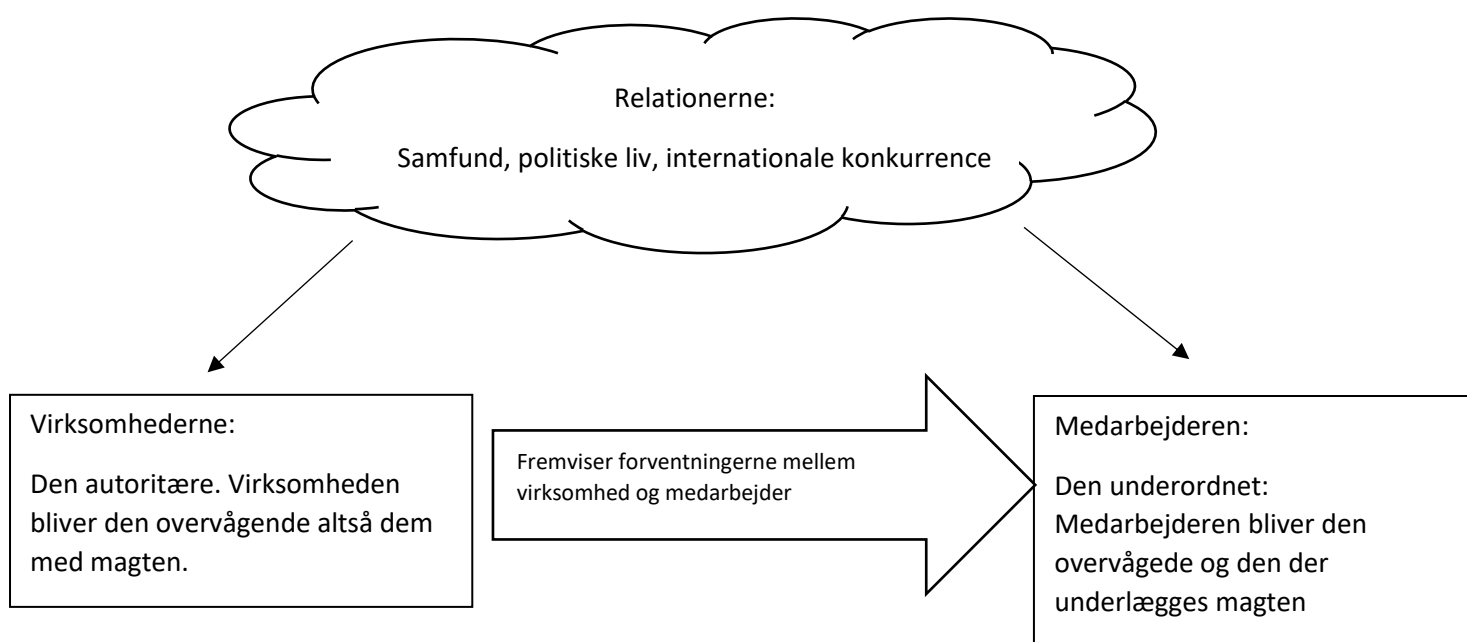 Relationerne:
Samfund, politiske liv, internationale konkurrence
Virksomhederne:
Den autoritære. Virksomheden
bliver den overvågende altså dem
med magten.
Fremviser forventningerne mellem
virksomhed og medarbejder
Medarbejderen:
Den underordnet:
Medarbejderen bliver den
overvågede og den der
underlægges magten